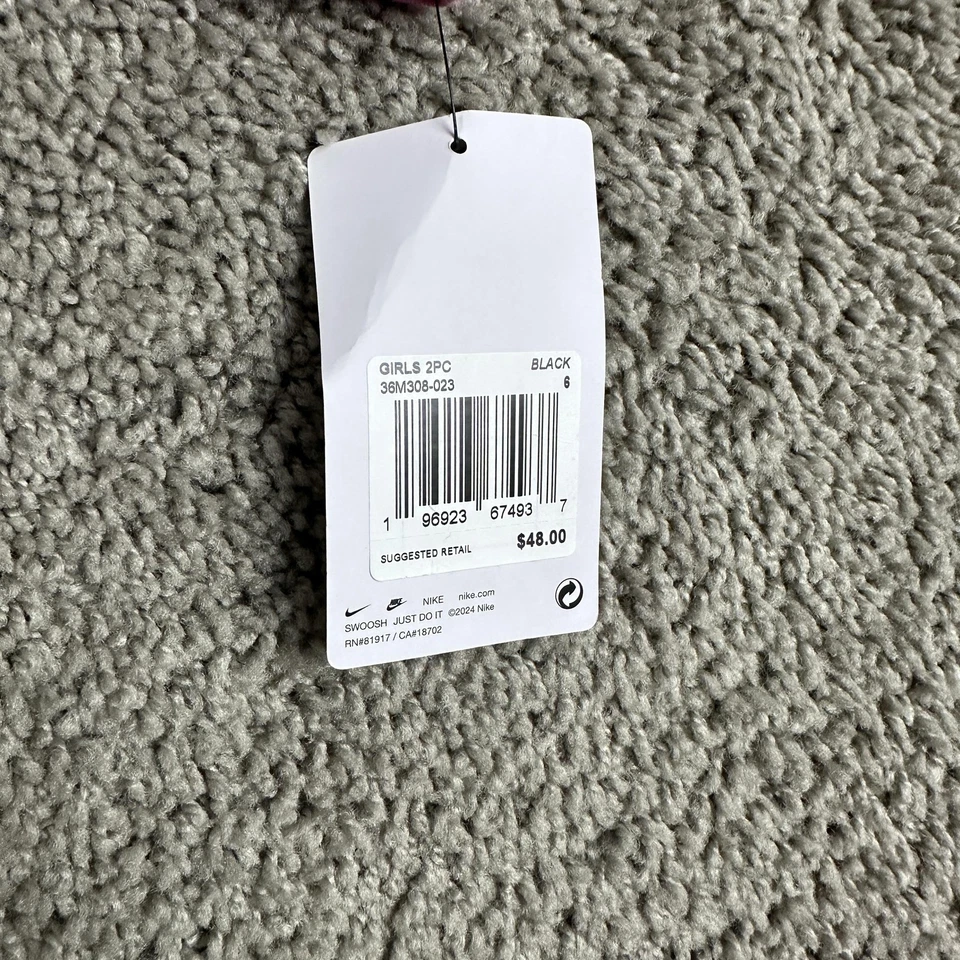 GIRLS 2PC BLACK
36M308-023 6
1 96923 67493 7
SUGGESTED RETAIL $48.00
NIKE nike.com
SWOOSH JUST DO IT ©2024 Nike
RN#81917 / CA#18702